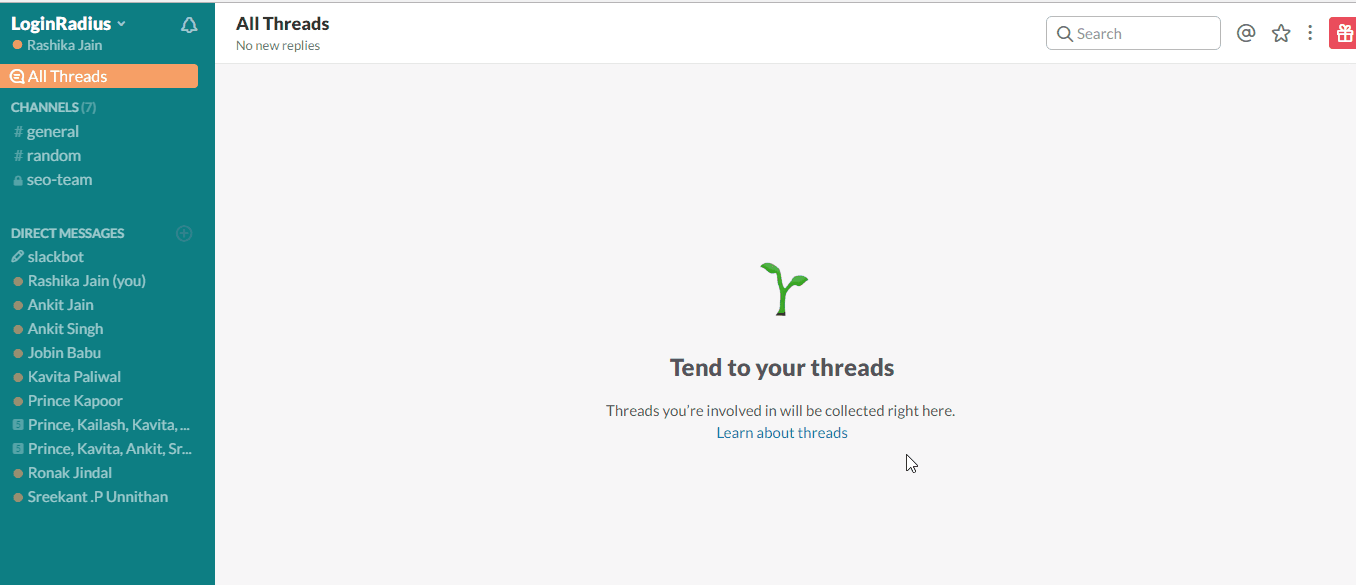 LoginRadius
Rashika Jain
All Threads
CHANNELS (7)
# general
# random
seo-team
DIRECT MESSAGES
slackbot
Rashika Jain (you)
Ankit Jain
Ankit Singh
Jobin Babu
Kavita Paliwal
Prince Kapoor
Prince, Kailash, Kavita, ...
Prince, Kavita, Ankit, Sr...
Ronak Jindal
Sreekant .P Unnithan
All Threads
No new replies
Search
Tend to your threads
Threads you’re involved in will be collected right here.
Learn about threads